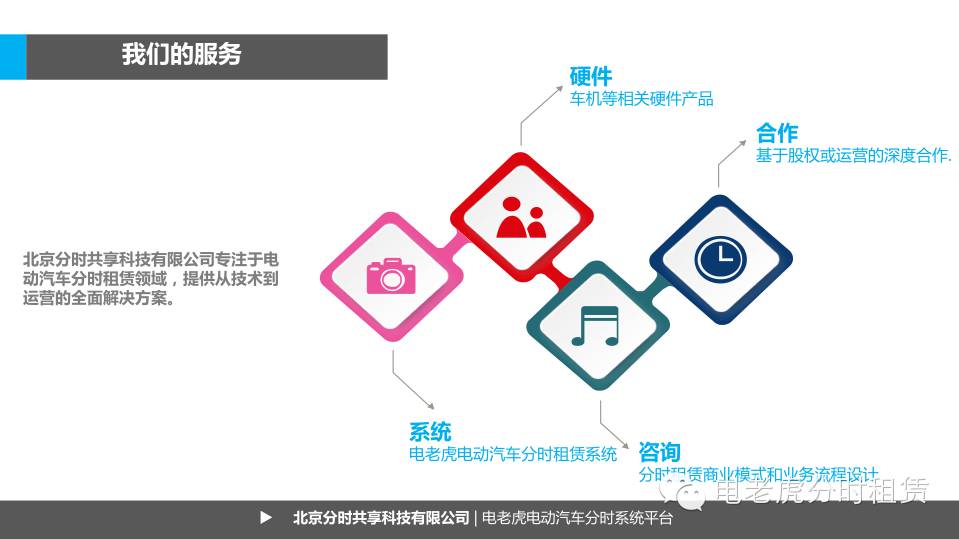 我们的服务
硬件
车机等相关硬件产品
合作
基于股权或运营的深度合作.
北京分时共享科技有限公司专注于电
动汽车分时租赁领域，提供从技术到
运营的全面解决方案。
系统
电老虎电动汽车分时租赁系统
咨询
分时租赁商业模式和业务流程设计
电老虎分时租赁
北京分时共享科技有限公司 | 电老虎电动汽车分时系统平台